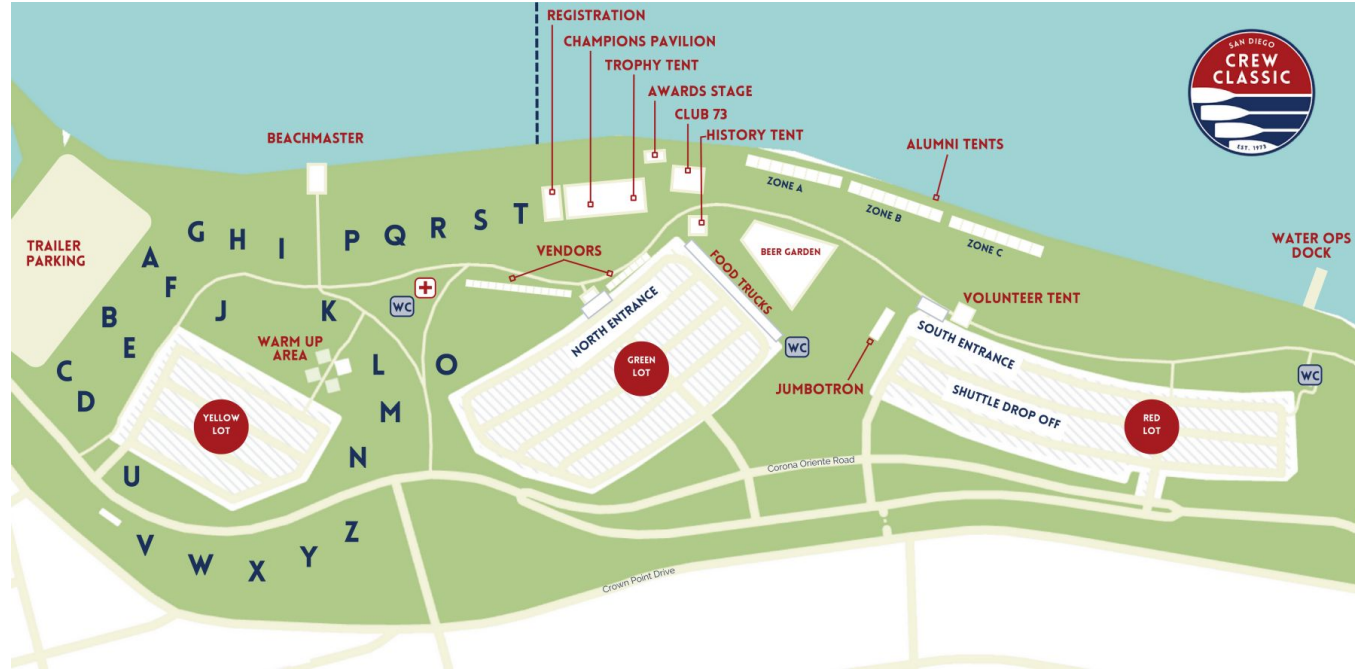 REGISTRATION
CHAMPIONS PAVILION
TROPHY TENT
AWARDS STAGE
CLUB 73
HISTORY TENT
SAN DIEGO
CREW
CLASSIC
EST. 1973
BEACHMASTER
ALUMNI TENTS
ZONE A
ZONE B
ZONE C
TRAILER
PARKING
A
G
H
I
P
Q
R
S
T
VENDORS
BEER GARDEN
WATER OPS
DOCK
F
B
E
C
D
J
K
WC
WARM UP
AREA
L
O
M
N
FOOD TRUCKS
NORTH ENTRANCE
GREEN
LOT
WC
VOLUNTEER TENT
SOUTH ENTRANCE
JUMBOTRON
SHUTTLE DROP OFF
WC
RED
LOT
YELLOW
LOT
U
V
W
X
Y
Z
Corona Oriente Road
Crown Point Drive